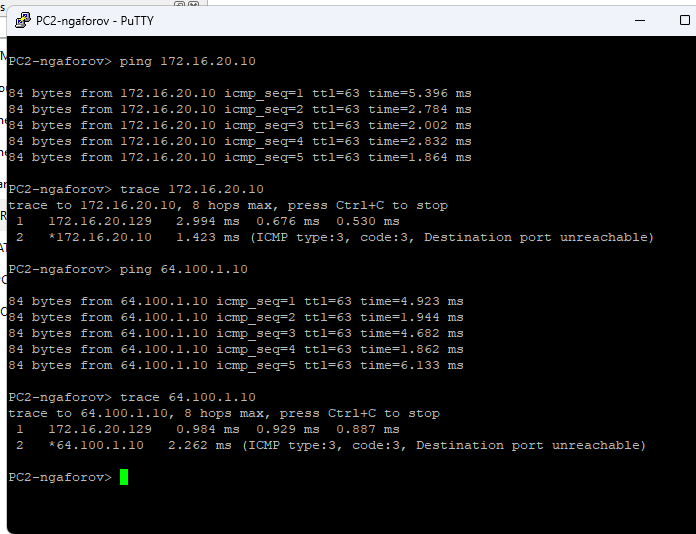 PC2-ngaforov - PuTTY
PC2-ngaforov> ping 172.16.20.10
84 bytes from 172.16.20.10 icmp_seq=1 ttl=63 time=5.396 ms
84 bytes from 172.16.20.10 icmp_seq=2 ttl=63 time=2.784 ms
84 bytes from 172.16.20.10 icmp_seq=3 ttl=63 time=2.002 ms
84 bytes from 172.16.20.10 icmp_seq=4 ttl=63 time=2.832 ms
84 bytes from 172.16.20.10 icmp_seq=5 ttl=63 time=1.864 ms
PC2-ngaforov> trace 172.16.20.10
trace to 172.16.20.10, 8 hops max, press Ctrl+C to stop
1 172.16.20.129 2.994 ms 0.676 ms 0.530 ms
2 *172.16.20.10 1.423 ms (ICMP type:3, code:3, Destination port unreachable)
PC2-ngaforov> ping 64.100.1.10
84 bytes from 64.100.1.10 icmp_seq=1 ttl=63 time=4.923 ms
84 bytes from 64.100.1.10 icmp_seq=2 ttl=63 time=1.944 ms
84 bytes from 64.100.1.10 icmp_seq=3 ttl=63 time=4.682 ms
84 bytes from 64.100.1.10 icmp_seq=4 ttl=63 time=1.862 ms
84 bytes from 64.100.1.10 icmp_seq=5 ttl=63 time=6.133 ms
PC2-ngaforov> trace 64.100.1.10
trace to 64.100.1.10, 8 hops max, press Ctrl+C to stop
1 172.16.20.129 0.984 ms 0.929 ms 0.887 ms
2 *64.100.1.10 2.262 ms (ICMP type:3, code:3, Destination port unreachable)
PC2-ngaforov>